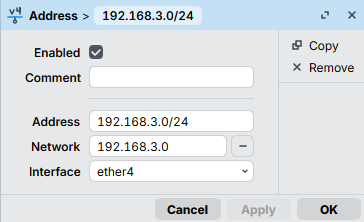 v4 Address > 192.168.3.0/24
Enabled
Copy
Comment
Remove
Address 192.168.3.0/24
Network 192.168.3.0
Interface ether4
Cancel Apply OK